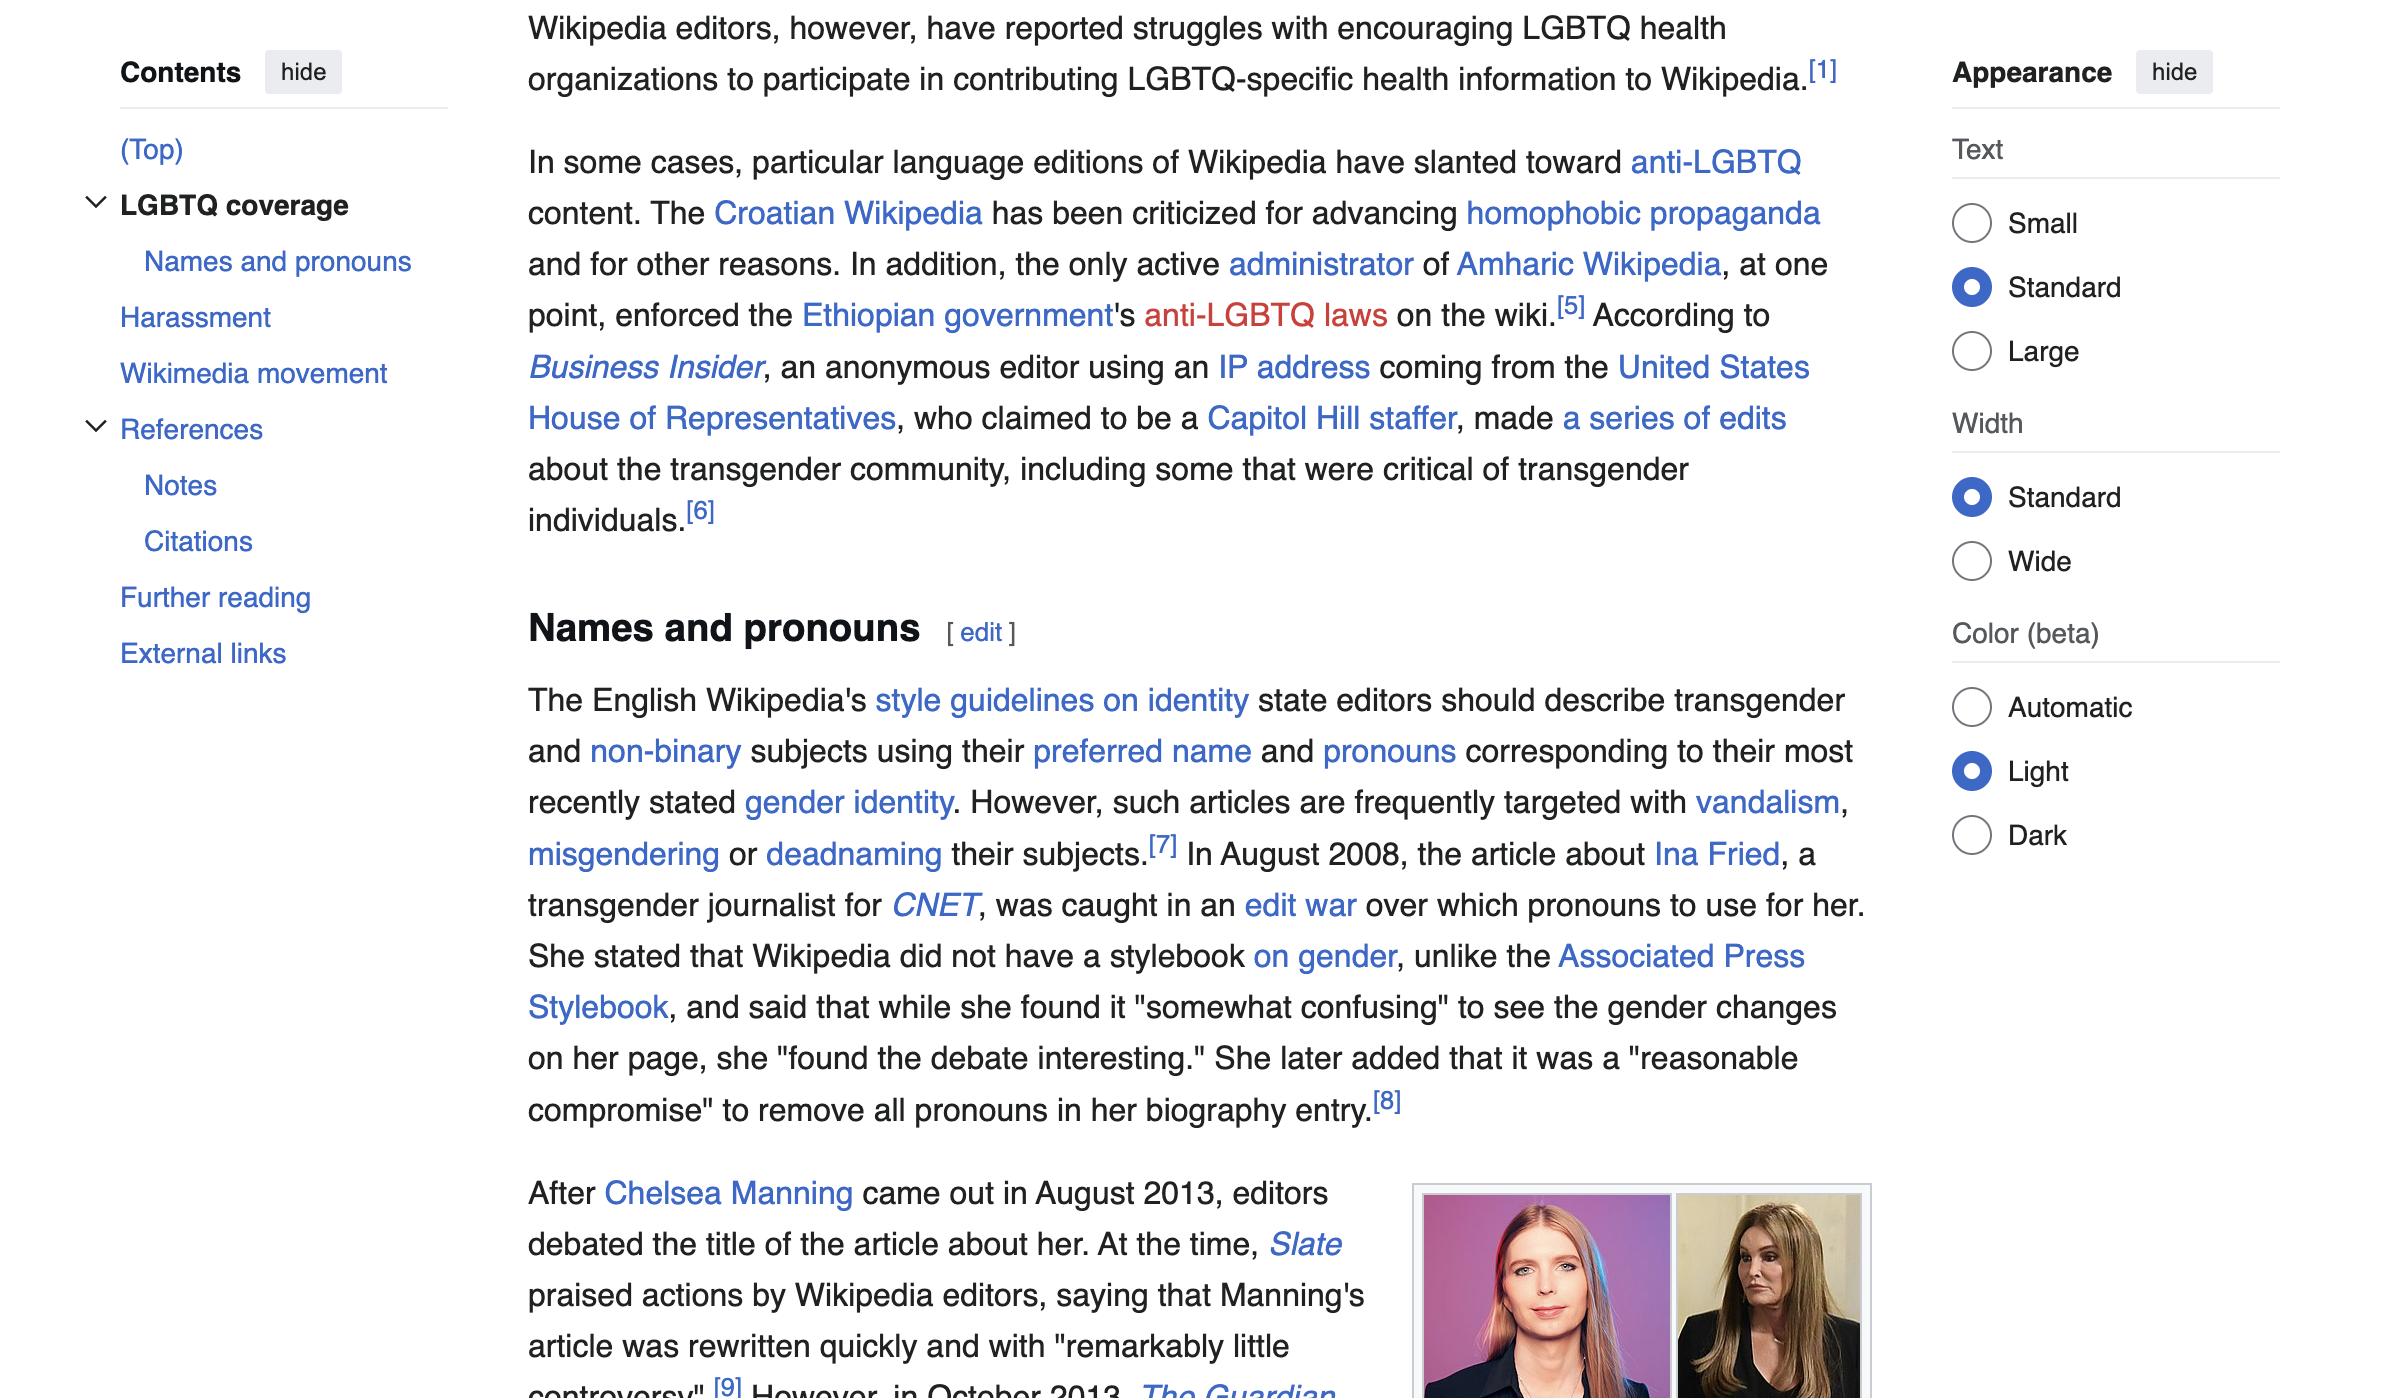 Contents hide
(Top)
LGBTQ coverage
Names and pronouns
Harassment
Wikimedia movement
References
Notes
Citations
Further reading
External links
Wikipedia editors, however, have reported struggles with encouraging LGBTQ health
organizations to participate in contributing LGBTQ-specific health information to Wikipedia.[1]
In some cases, particular language editions of Wikipedia have slanted toward anti-LGBTQ
content. The Croatian Wikipedia has been criticized for advancing homophobic propaganda
and for other reasons. In addition, the only active administrator of Amharic Wikipedia, at one
point, enforced the Ethiopian government's anti-LGBTQ laws on the wiki.[5] According to
Business Insider, an anonymous editor using an IP address coming from the United States
House of Representatives, who claimed to be a Capitol Hill staffer, made a series of edits
about the transgender community, including some that were critical of transgender
individuals.[6]
Names and pronouns [ edit ]
The English Wikipedia's style guidelines on identity state editors should describe transgender
and non-binary subjects using their preferred name and pronouns corresponding to their most
recently stated gender identity. However, such articles are frequently targeted with vandalism,
misgendering or deadnaming their subjects.[7] In August 2008, the article about Ina Fried, a
transgender journalist for CNET, was caught in an edit war over which pronouns to use for her.
She stated that Wikipedia did not have a stylebook on gender, unlike the Associated Press
Stylebook, and said that while she found it "somewhat confusing" to see the gender changes
on her page, she "found the debate interesting." She later added that it was a "reasonable
compromise" to remove all pronouns in her biography entry.[8]
After Chelsea Manning came out in August 2013, editors
debated the title of the article about her. At the time, Slate
praised actions by Wikipedia editors, saying that Manning's
article was rewritten quickly and with "remarkably little
controversy".[9] However, in October 2013, The Guardian
Appearance hide
Text
Small
Standard
Large
Width
Standard
Wide
Color (beta)
Automatic
Light
Dark